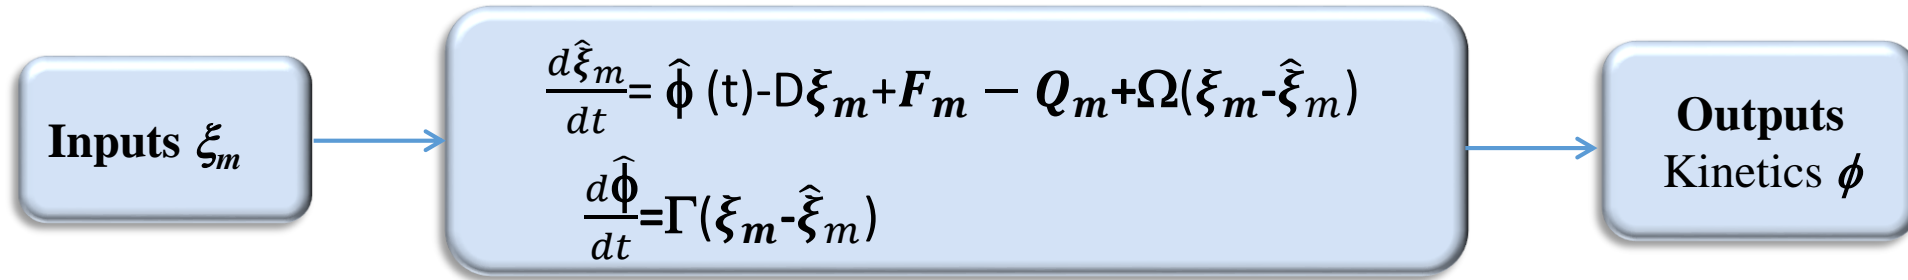 Inputs ξₘ
dξ̂ₘ/dt= ϕ̂ (t)-Dξₘ+Fₘ − Qₘ+Ω(ξₘ-ξ̂ₘ)
dϕ̂/dt=Γ(ξₘ-ξ̂ₘ)
Outputs
Kinetics ϕ